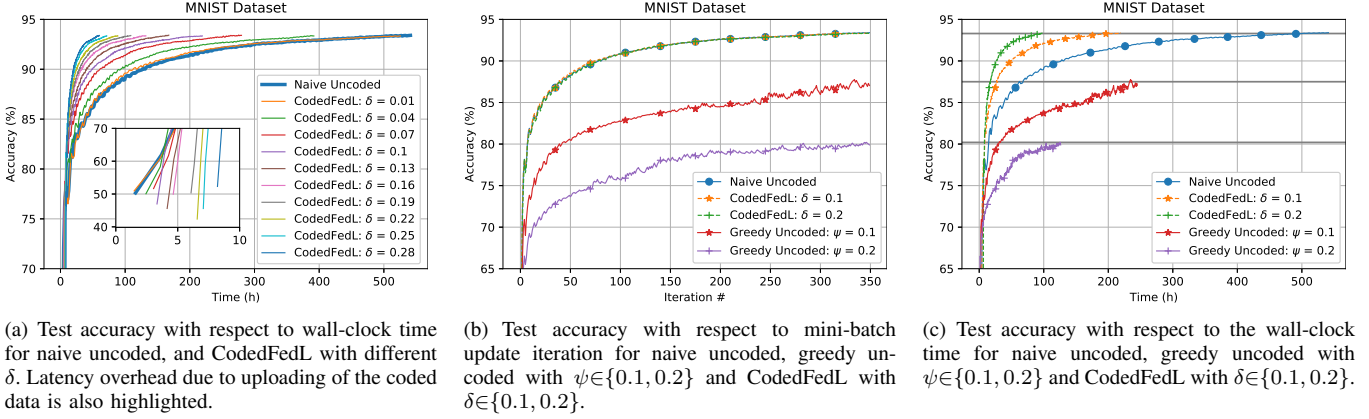 MNIST Dataset
95
90
85
80
75
70
Accuracy (%)
0
100
200
300
400
500
Time (h)
70
60
50
40
0
5
10
Naive Uncoded
CodedFedL: δ = 0.01
CodedFedL: δ = 0.04
CodedFedL: δ = 0.07
CodedFedL: δ = 0.1
CodedFedL: δ = 0.13
CodedFedL: δ = 0.16
CodedFedL: δ = 0.19
CodedFedL: δ = 0.22
CodedFedL: δ = 0.25
CodedFedL: δ = 0.28
(a) Test accuracy with respect to wall-clock time
for naive uncoded, and CodedFedL with different
δ. Latency overhead due to uploading of the coded
data is also highlighted.
MNIST Dataset
95
90
85
80
75
70
65
Accuracy (%)
0
50
100
150
200
250
300
350
Iteration #
Naive Uncoded
CodedFedL: δ = 0.1
CodedFedL: δ = 0.2
Greedy Uncoded: ψ = 0.1
Greedy Uncoded: ψ = 0.2
(b) Test accuracy with respect to mini-batch
update iteration for naive uncoded, greedy un-
coded with ψ∈{0.1, 0.2} and CodedFedL with
δ∈{0.1, 0.2}.
MNIST Dataset
95
90
85
80
75
70
65
Accuracy (%)
0
100
200
300
400
500
Time (h)
Naive Uncoded
CodedFedL: δ = 0.1
CodedFedL: δ = 0.2
Greedy Uncoded: ψ = 0.1
Greedy Uncoded: ψ = 0.2
(c) Test accuracy with respect to the wall-clock
time for naive uncoded, greedy uncoded with
ψ∈{0.1, 0.2} and CodedFedL with δ∈{0.1, 0.2}.